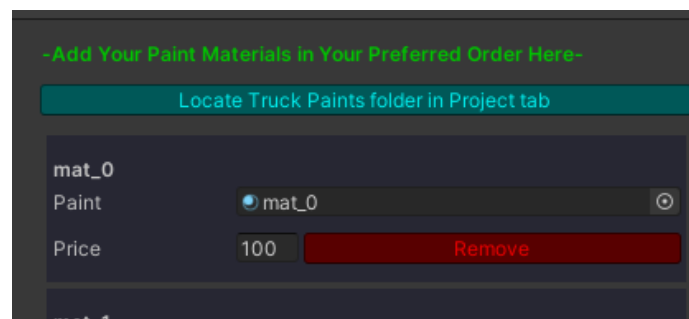 -Add Your Paint Materials in Your Preferred Order Here-
Locate Truck Paints folder in Project tab
mat_0
Paint mat_0
Price 100 Remove